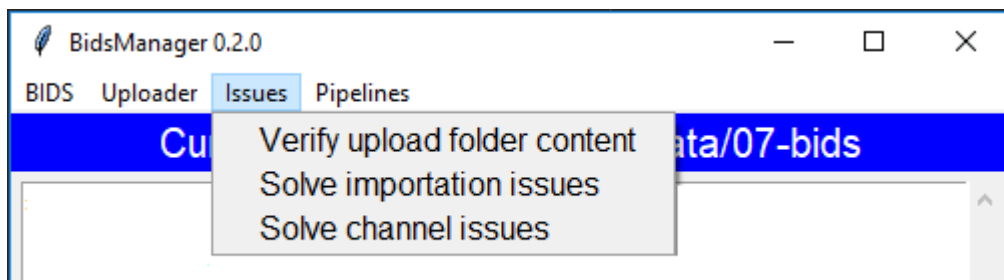 BidsManager 0.2.0
BIDS Uploader Issues Pipelines
Verify upload folder content
ata/07-bids
Solve importation issues
Solve channel issues